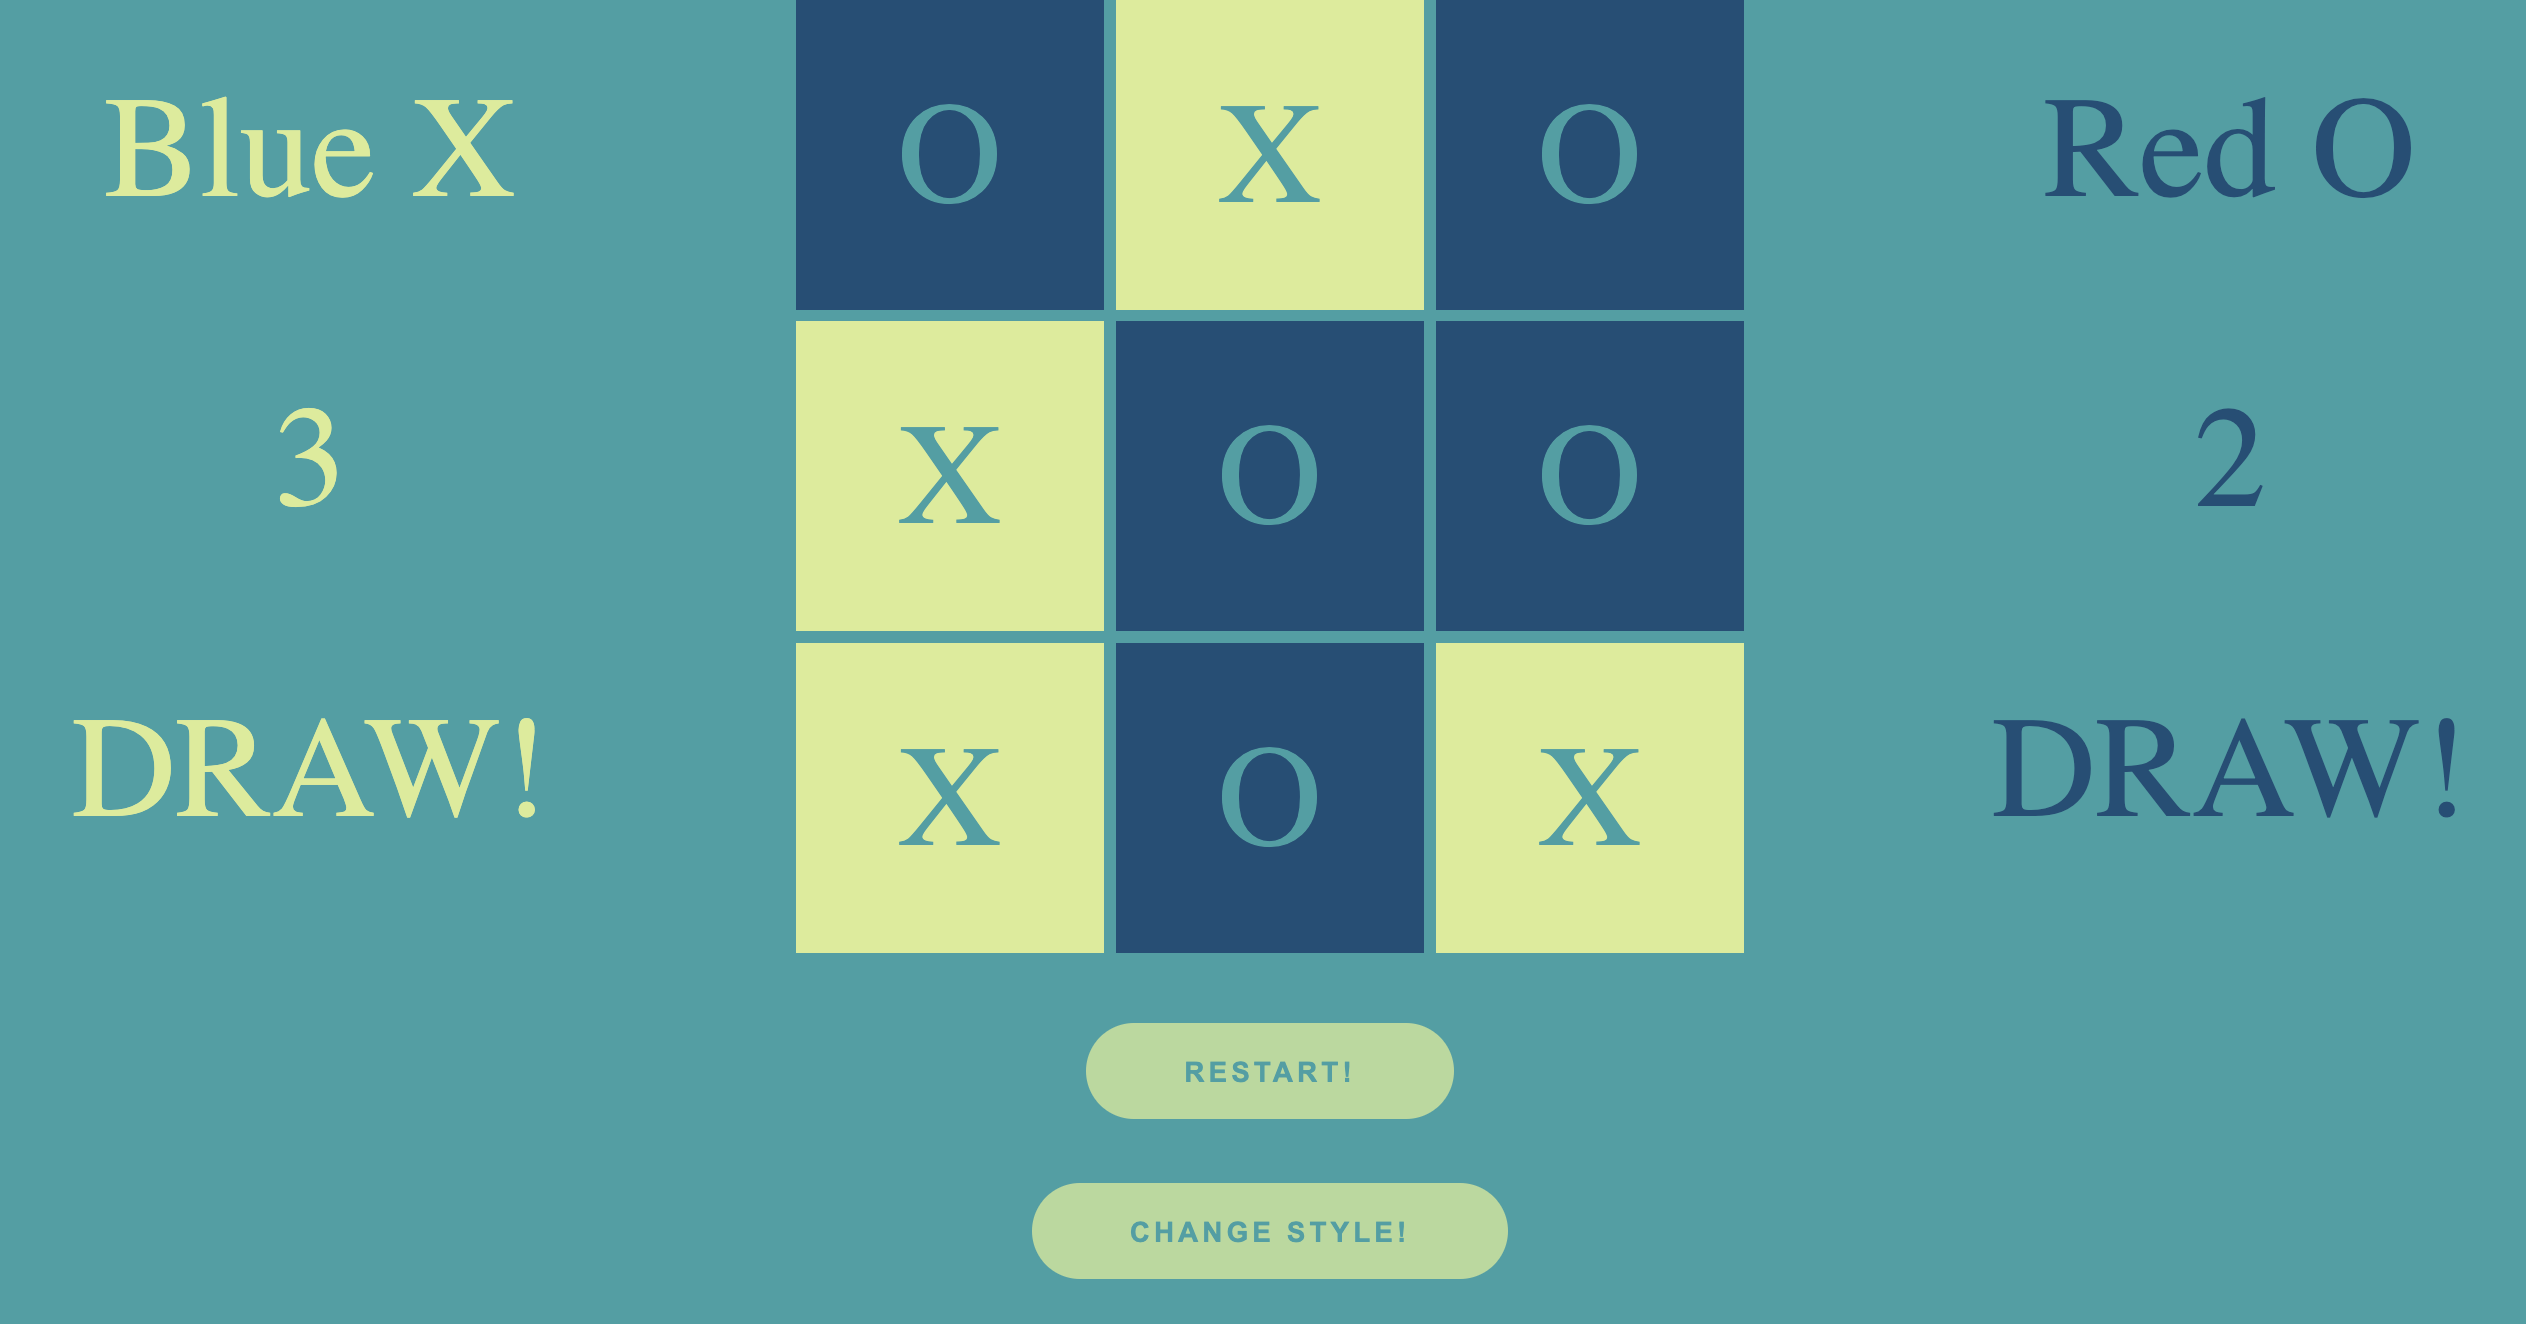 Blue X
3
DRAW!
O X O
X O O
X O X
Red O
2
DRAW!
RESTART!
CHANGE STYLE!